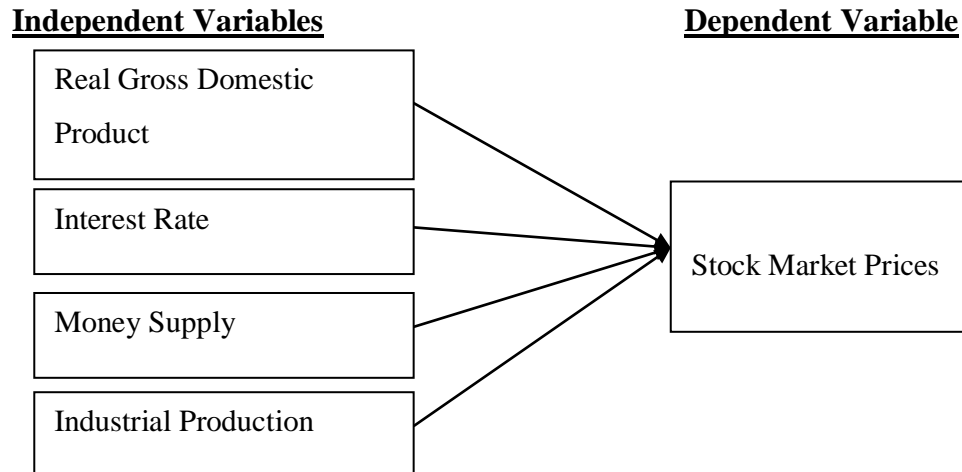 Independent Variables
Dependent Variable
Real Gross Domestic
Product
Interest Rate
Stock Market Prices
Money Supply
Industrial Production